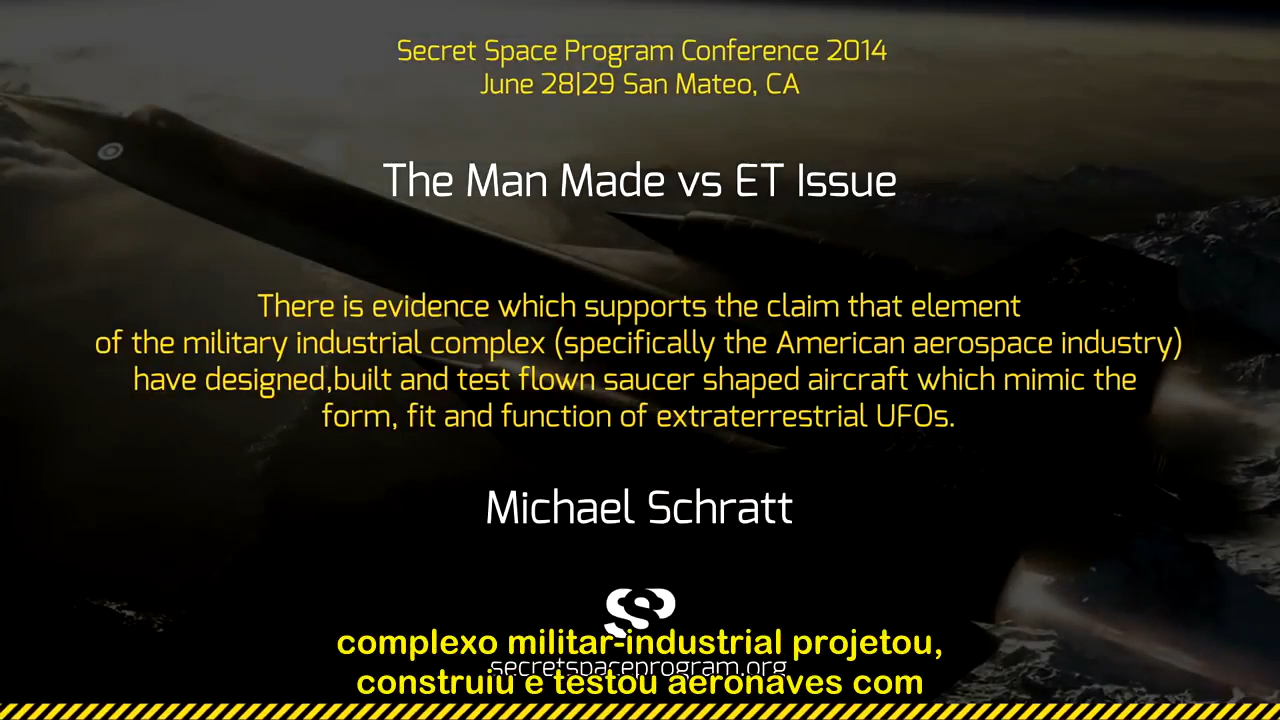 Secret Space Program Conference 2014
June 28|29 San Mateo, CA
The Man Made vs ET Issue
There is evidence which supports the claim that element
of the military industrial complex (specifically the American aerospace industry)
have designed,built and test flown saucer shaped aircraft which mimic the
form, fit and function of extraterrestrial UFOs.
Michael Schratt
SSP
complexo militar-industrial projetou,
secretspaceprogram.org
construiu e testou aeronaves com